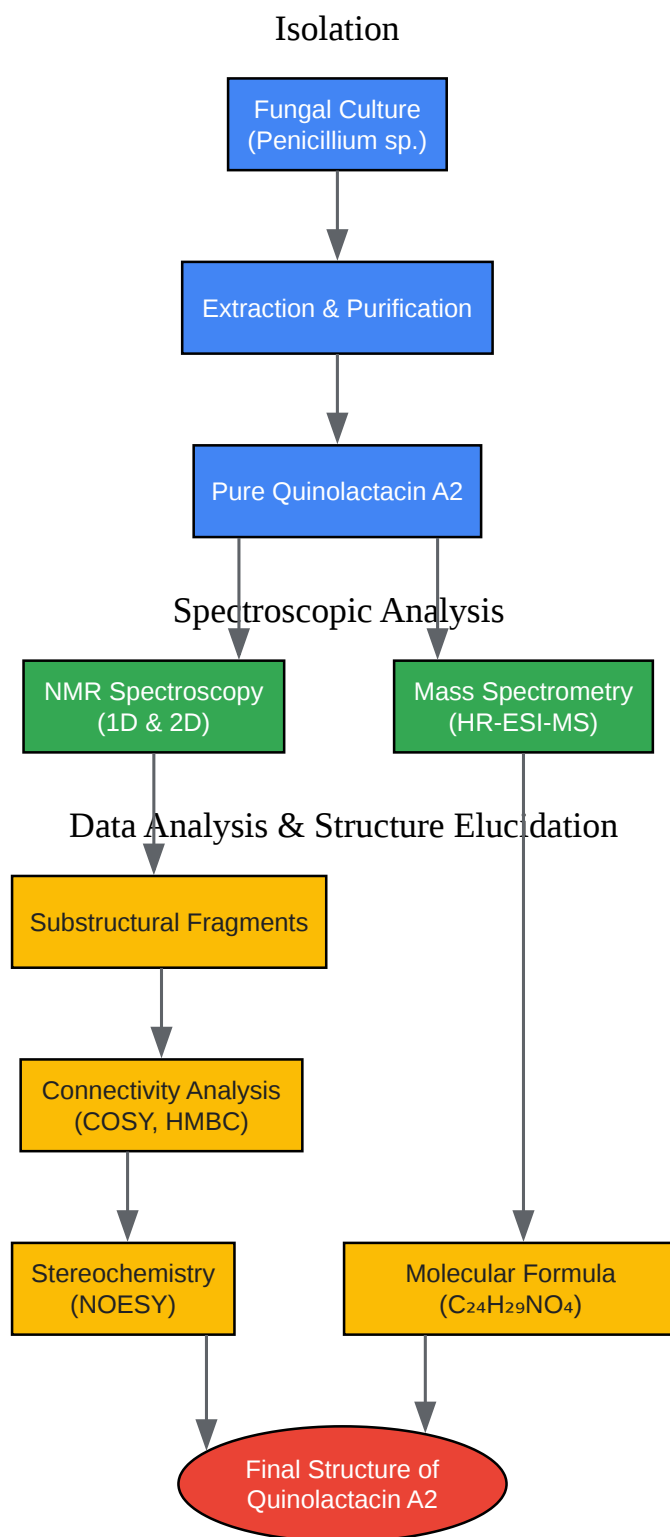 Isolation
Fungal Culture
(Penicillium sp.)
Extraction & Purification
Pure Quinolactacin A2
Spectroscopic Analysis
NMR Spectroscopy
(1D & 2D)
Mass Spectrometry
(HR-ESI-MS)
Data Analysis & Structure Elucidation
Substructural Fragments
Connectivity Analysis
(COSY, HMBC)
Stereochemistry
(NOESY)
Molecular Formula
(C₂₄H₂₉NO₄)
Final Structure of
Quinolactacin A2